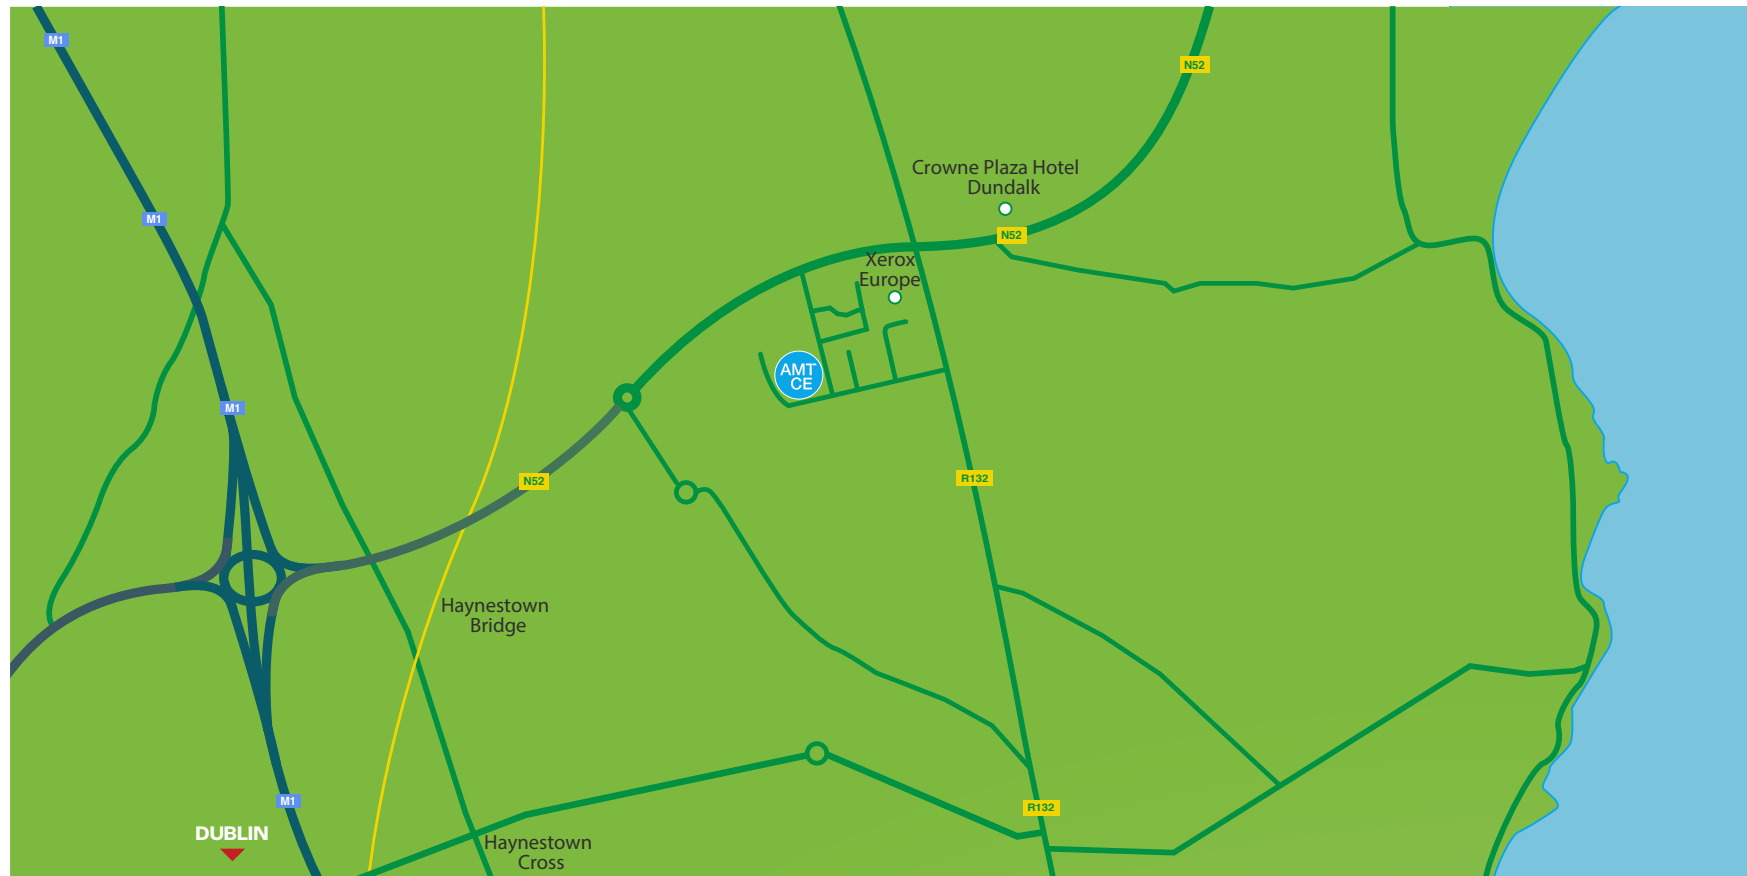 M1
N52
Crowne Plaza Hotel
Dundalk
M1
N52
Xerox
Europe
AMT
CE
M1
R132
N52
Haynestown
Bridge
M1
R132
DUBLIN
Haynestown
Cross